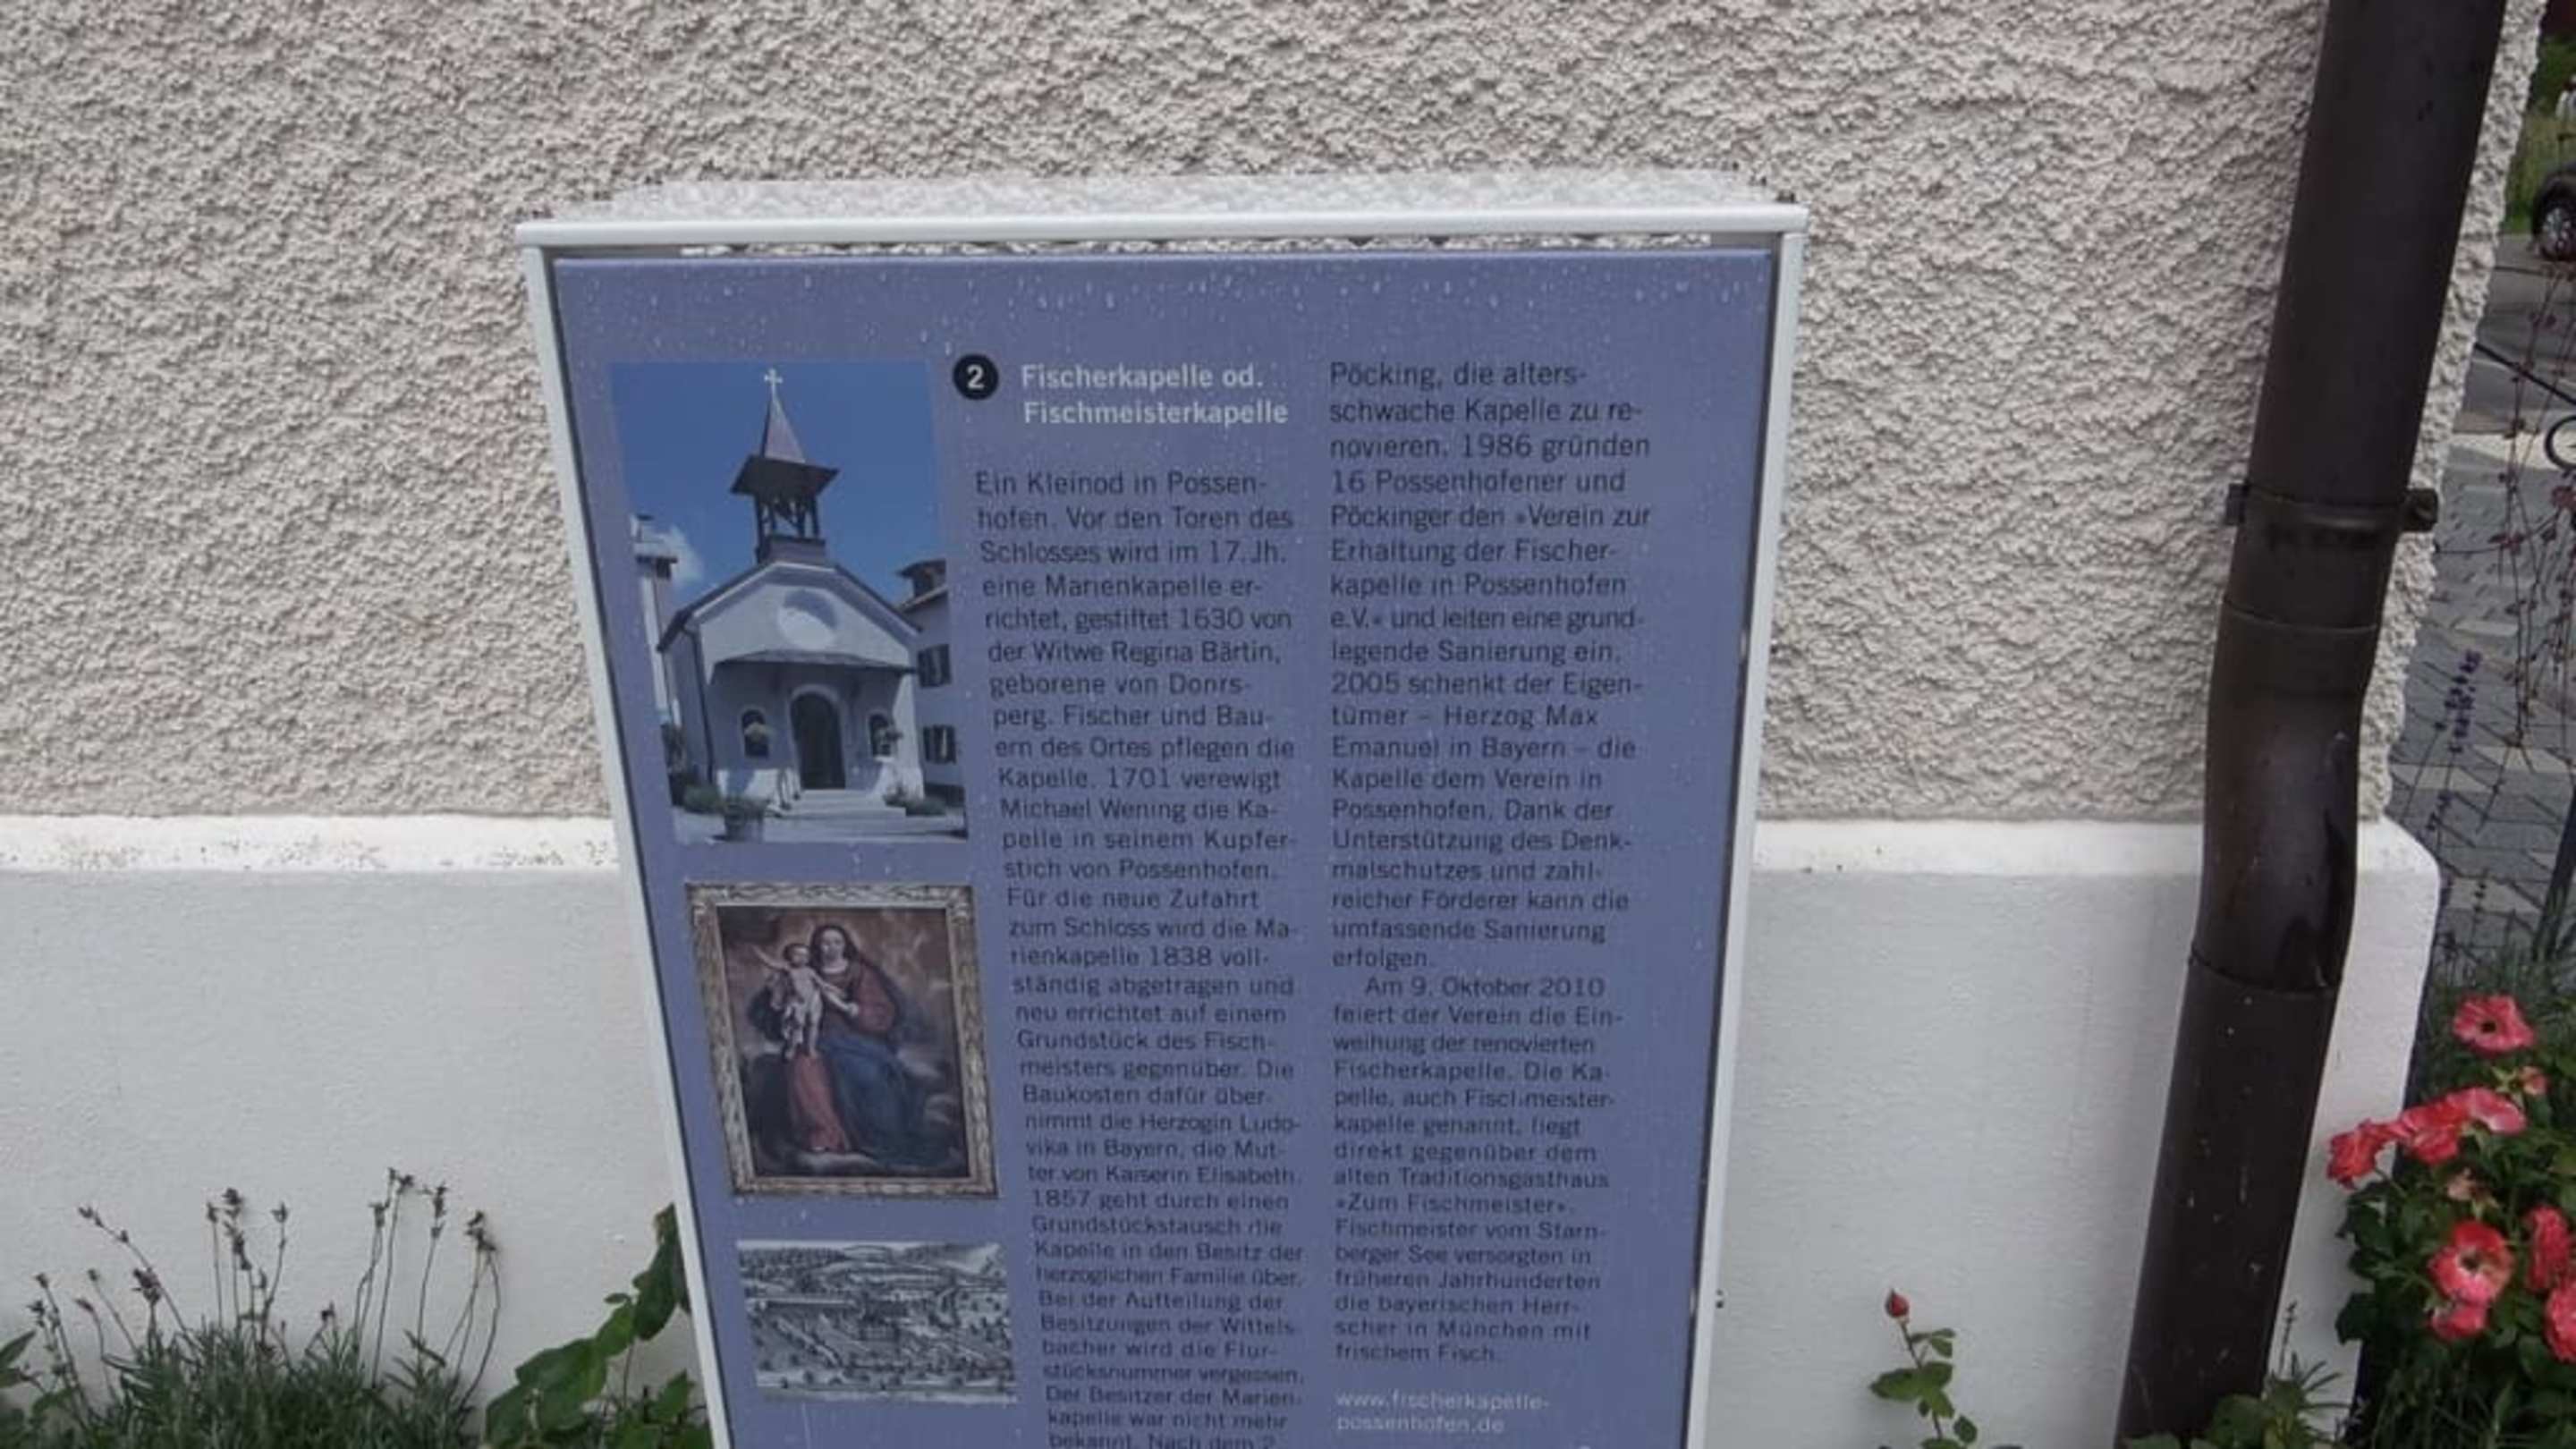 2
Fischerkapelle od.
Fischmeisterkapelle
Ein Kleinod in Possen-
hofen. Vor den Toren des
Schlosses wird im 17. Jh.
eine Marienkapelle er-
richtet, gestiftet 1630 von
der Witwe Regina Bärtin,
geborene von Donrs-
perg. Fischer und Bau-
ern des Ortes pflegen die
Kapelle. 1701 verewigt
Michael Wening die Ka-
pelle in seinem Kupfer-
stich von Possenhofen.
Für die neue Zufahrt
zum Schloss wird die Ma-
rienkapelle 1838 voll-
ständig abgetragen und
neu errichtet auf einem
Grundstück des Fisch-
meisters gegenüber. Die
Baukosten dafür über-
nimmt die Herzogin Ludo-
vika in Bayern, die Mut-
ter von Kaiserin Elisabeth.
1857 geht durch einen
Grundstückstausch die
Kapelle in den Besitz der
herzoglichen Familie über.
Bei der Aufteilung der
Besitzungen der Wittels-
bacher wird die Flur-
stücksnummer vergessen.
Der Besitzer der Marien-
kapelle war nicht mehr
bekannt. Nach dem 2.
Pöcking, die alters-
schwache Kapelle zu re-
novieren. 1986 gründen
16 Possenhofener und
Pöckinger den »Verein zur
Erhaltung der Fischer-
kapelle in Possenhofen
e.V.« und leiten eine grund-
legende Sanierung ein.
2005 schenkt der Eigen-
tümer – Herzog Max
Emanuel in Bayern – die
Kapelle dem Verein in
Possenhofen. Dank der
Unterstützung des Denk-
malschutzes und zahl-
reicher Förderer kann die
umfassende Sanierung
erfolgen.
Am 9. Oktober 2010
feiert der Verein die Ein-
weihung der renovierten
Fischerkapelle. Die Ka-
pelle, auch Fischmeister-
kapelle genannt, liegt
direkt gegenüber dem
alten Traditionsgasthaus
»Zum Fischmeister«.
Fischmeister vom Starn-
berger See versorgten in
früheren Jahrhunderten
die bayerischen Herr-
scher in München mit
frischem Fisch.
www.fischerkapelle-
possenhofen.de